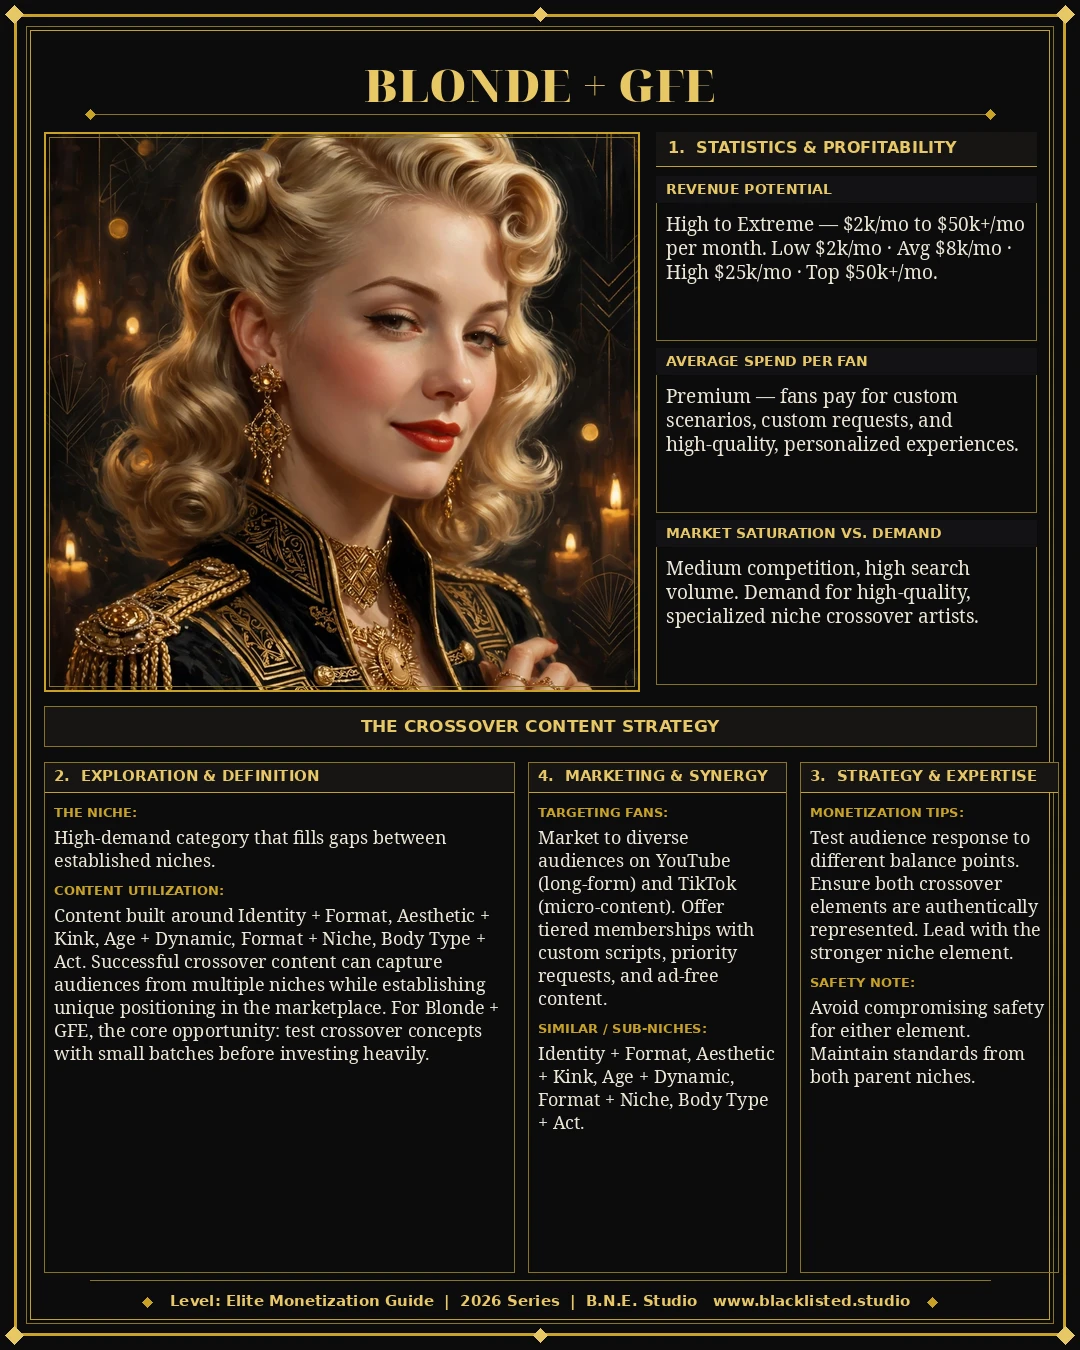 BLONDE + GFE
1. STATISTICS & PROFITABILITY
REVENUE POTENTIAL
High to Extreme — $2k/mo to $50k+/mo
per month. Low $2k/mo · Avg $8k/mo ·
High $25k/mo · Top $50k+/mo.
AVERAGE SPEND PER FAN
Premium — fans pay for custom
scenarios, custom requests, and
high-quality, personalized experiences.
MARKET SATURATION VS. DEMAND
Medium competition, high search
volume. Demand for high-quality,
specialized niche crossover artists.
THE CROSSOVER CONTENT STRATEGY
2. EXPLORATION & DEFINITION
THE NICHE:
High-demand category that fills gaps between
established niches.
CONTENT UTILIZATION:
Content built around Identity + Format, Aesthetic +
Kink, Age + Dynamic, Format + Niche, Body Type +
Act. Successful crossover content can capture
audiences from multiple niches while establishing
unique positioning in the marketplace. For Blonde +
GFE, the core opportunity: test crossover concepts
with small batches before investing heavily.
4. MARKETING & SYNERGY
TARGETING FANS:
Market to diverse
audiences on YouTube
(long-form) and TikTok
(micro-content). Offer
tiered memberships with
custom scripts, priority
requests, and ad-free
content.
SIMILAR / SUB-NICHES:
Identity + Format, Aesthetic
+ Kink, Age + Dynamic,
Format + Niche, Body Type
+ Act.
3. STRATEGY & EXPERTISE
MONETIZATION TIPS:
Test audience response to
different balance points.
Ensure both crossover
elements are authentically
represented. Lead with the
stronger niche element.
SAFETY NOTE:
Avoid compromising safety
for either element.
Maintain standards from
both parent niches.
Level: Elite Monetization Guide | 2026 Series | B.N.E. Studio www.blacklisted.studio